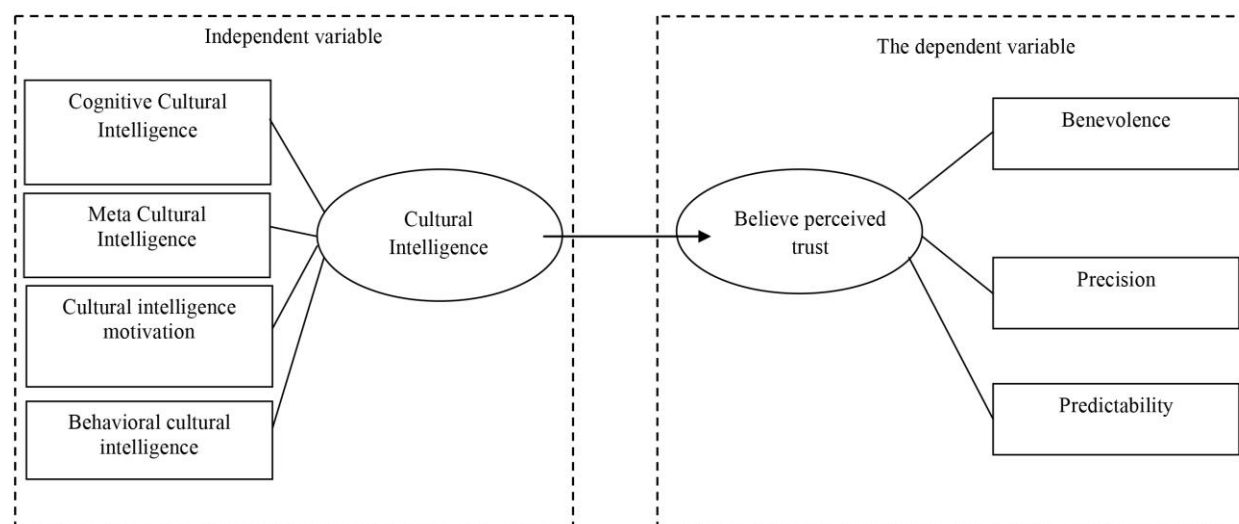 Independent variable
Cognitive Cultural
Intelligence
Meta Cultural
Intelligence
Cultural intelligence
motivation
Behavioral cultural
intelligence
Cultural
Intelligence
The dependent variable
Believe perceived
trust
Benevolence
Precision
Predictability